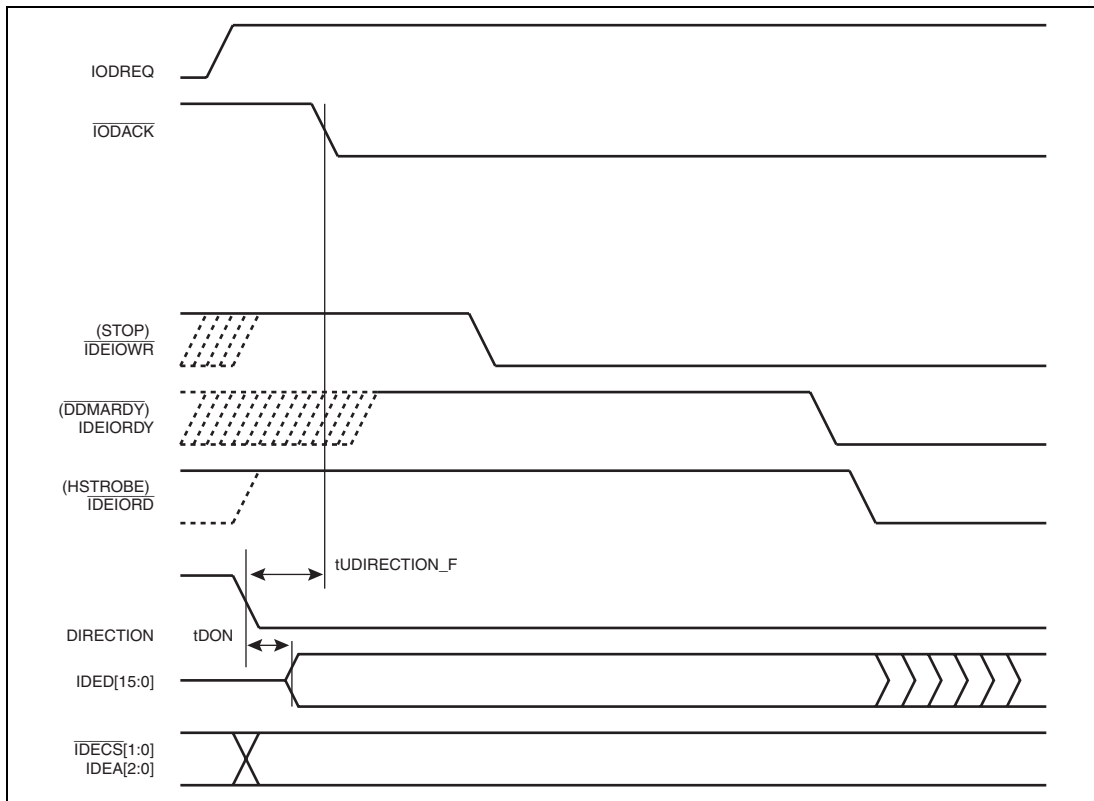 IODREQ
IODACK
(STOP)
IDEIOWR
(DDMARDY)
IDEIORDY
(HSTROBE)
IDEIORD
tUDIRECTION_F
DIRECTION
tDON
IDED[15:0]
IDECS[1:0]
IDEA[2:0]